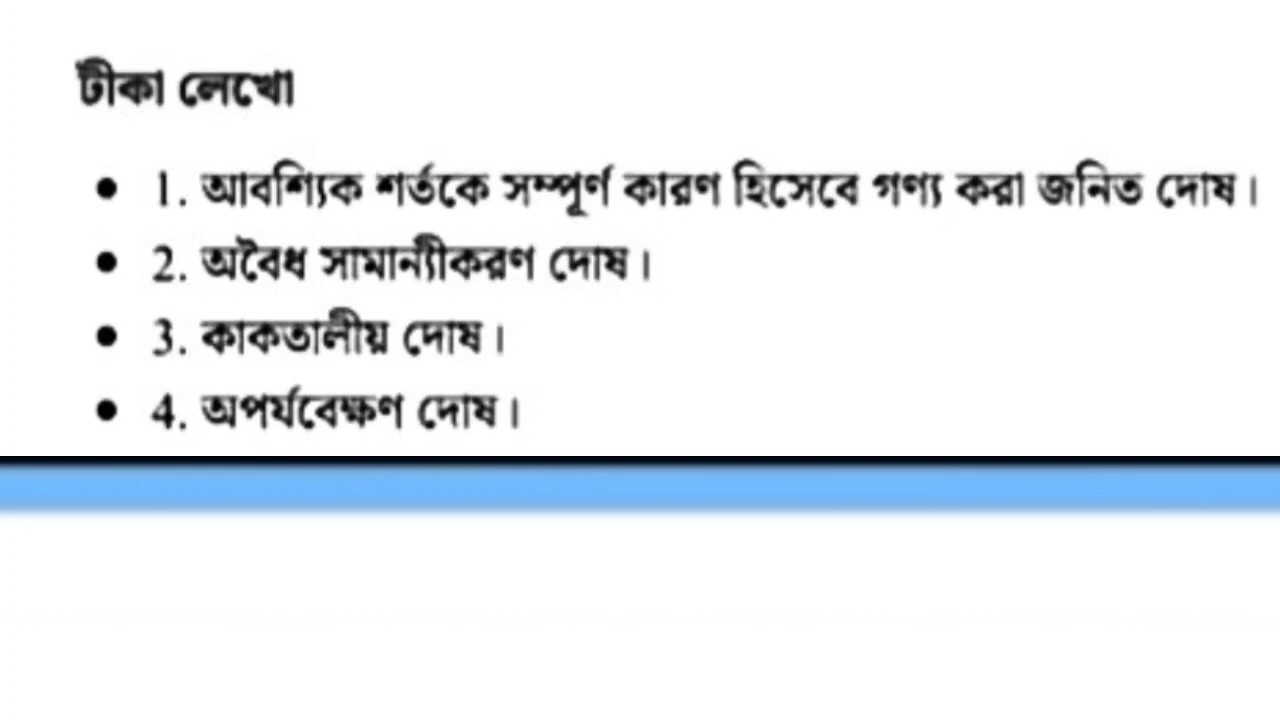 টীকা লেখো
• 1. আবশ্যিক শর্তকে সম্পূর্ণ কারণ হিসেবে গণ্য করা জনিত দোষ।
• 2. অবৈধ সামান্যীকরণ দোষ।
• 3. কাকতালীয় দোষ।
• 4. অপর্যবেক্ষণ দোষ।